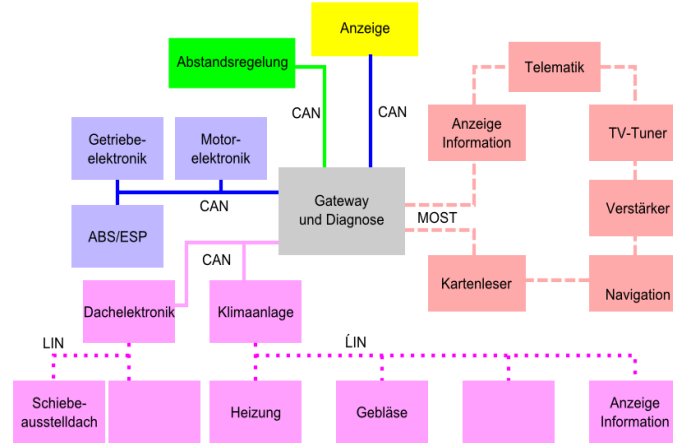 Anzeige
Abstandsregelung
Telematik
CAN
CAN
Anzeige
Information
TV-Tuner
Getriebe-
elektronik
Motor-
elektronik
Gateway
und Diagnose
CAN
MOST
Verstärker
ABS/ESP
CAN
Kartenleser
Navigation
Dachelektronik
Klimaanlage
LIN
ĹIN
Schiebe-
ausstelldach
Heizung
Gebläse
Anzeige
Information